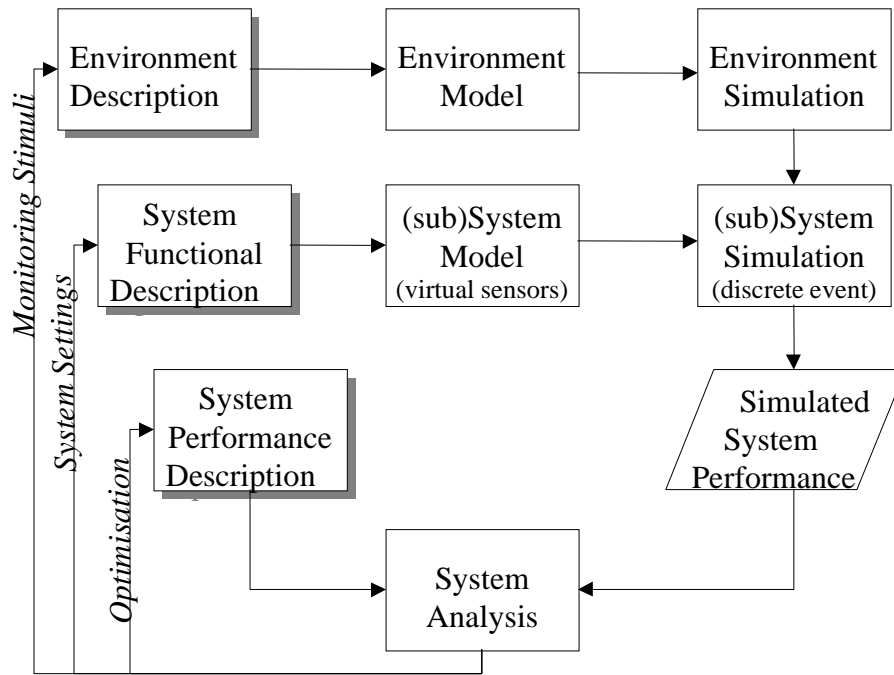 Environment
Description
Environment
Model
Environment
Simulation
System
Functional
Description
(sub)System
Model
(virtual sensors)
(sub)System
Simulation
(discrete event)
System
Performance
Description
Simulated
System
Performance
System
Analysis
Monitoring Stimuli
System Settings
Optimisation